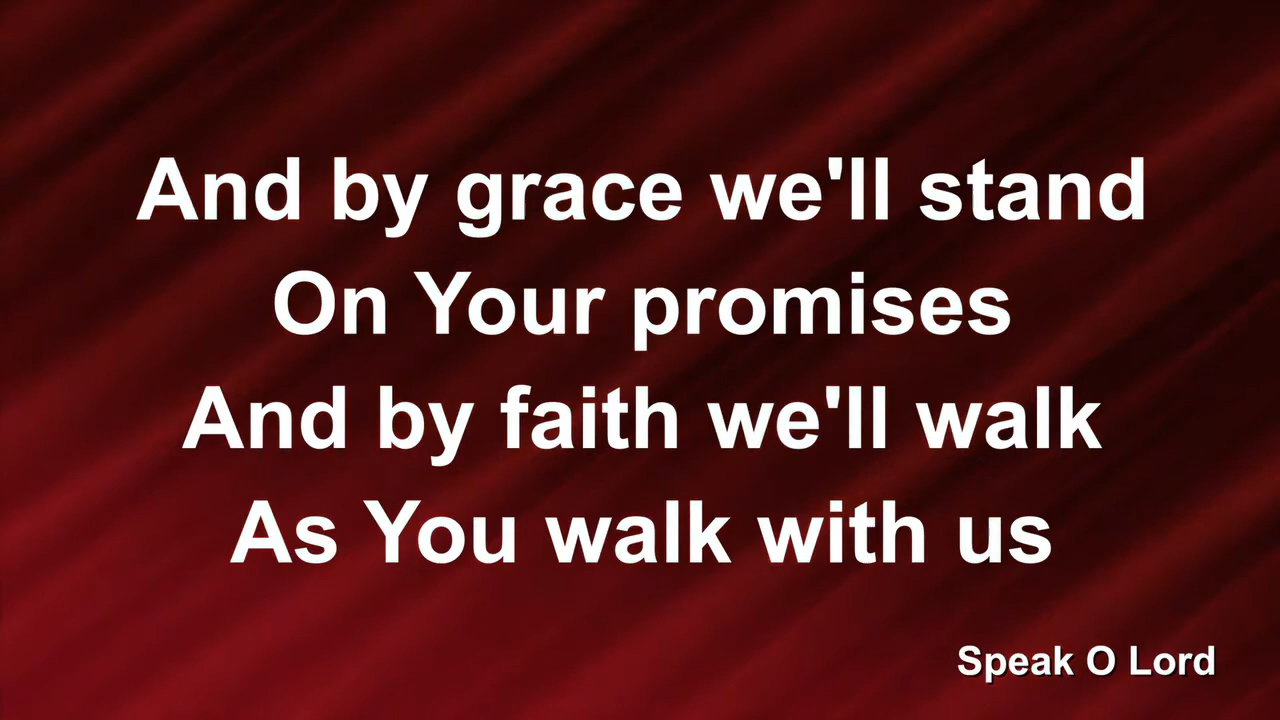 And by grace we'll stand
On Your promises
And by faith we'll walk
As You walk with us
Speak O Lord